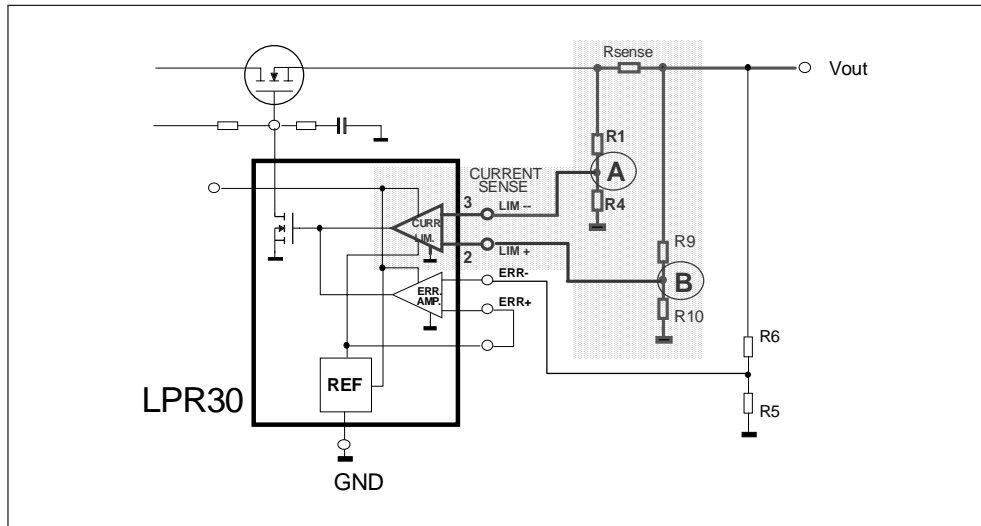 Rsense
Vout
R1
A
R4
CURRENT
SENSE
3
LIM --
CURR
LIM.
2
LIM +
R9
B
R10
ERR-
ERR.
AMP.
ERR+
R6
REF
LPR30
R5
GND